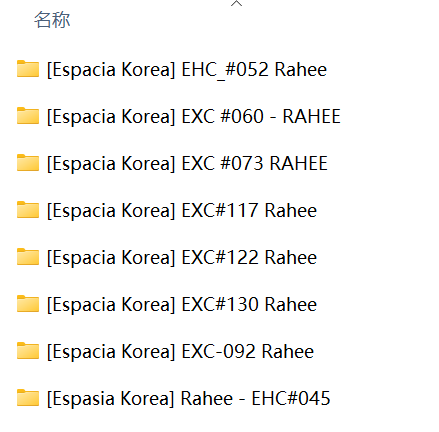 名称
[Espacia Korea] EHC_#052 Rahee
[Espacia Korea] EXC #060 - RAHEE
[Espacia Korea] EXC #073 RAHEE
[Espacia Korea] EXC#117 Rahee
[Espacia Korea] EXC#122 Rahee
[Espacia Korea] EXC#130 Rahee
[Espacia Korea] EXC-092 Rahee
[Espasia Korea] Rahee - EHC#045